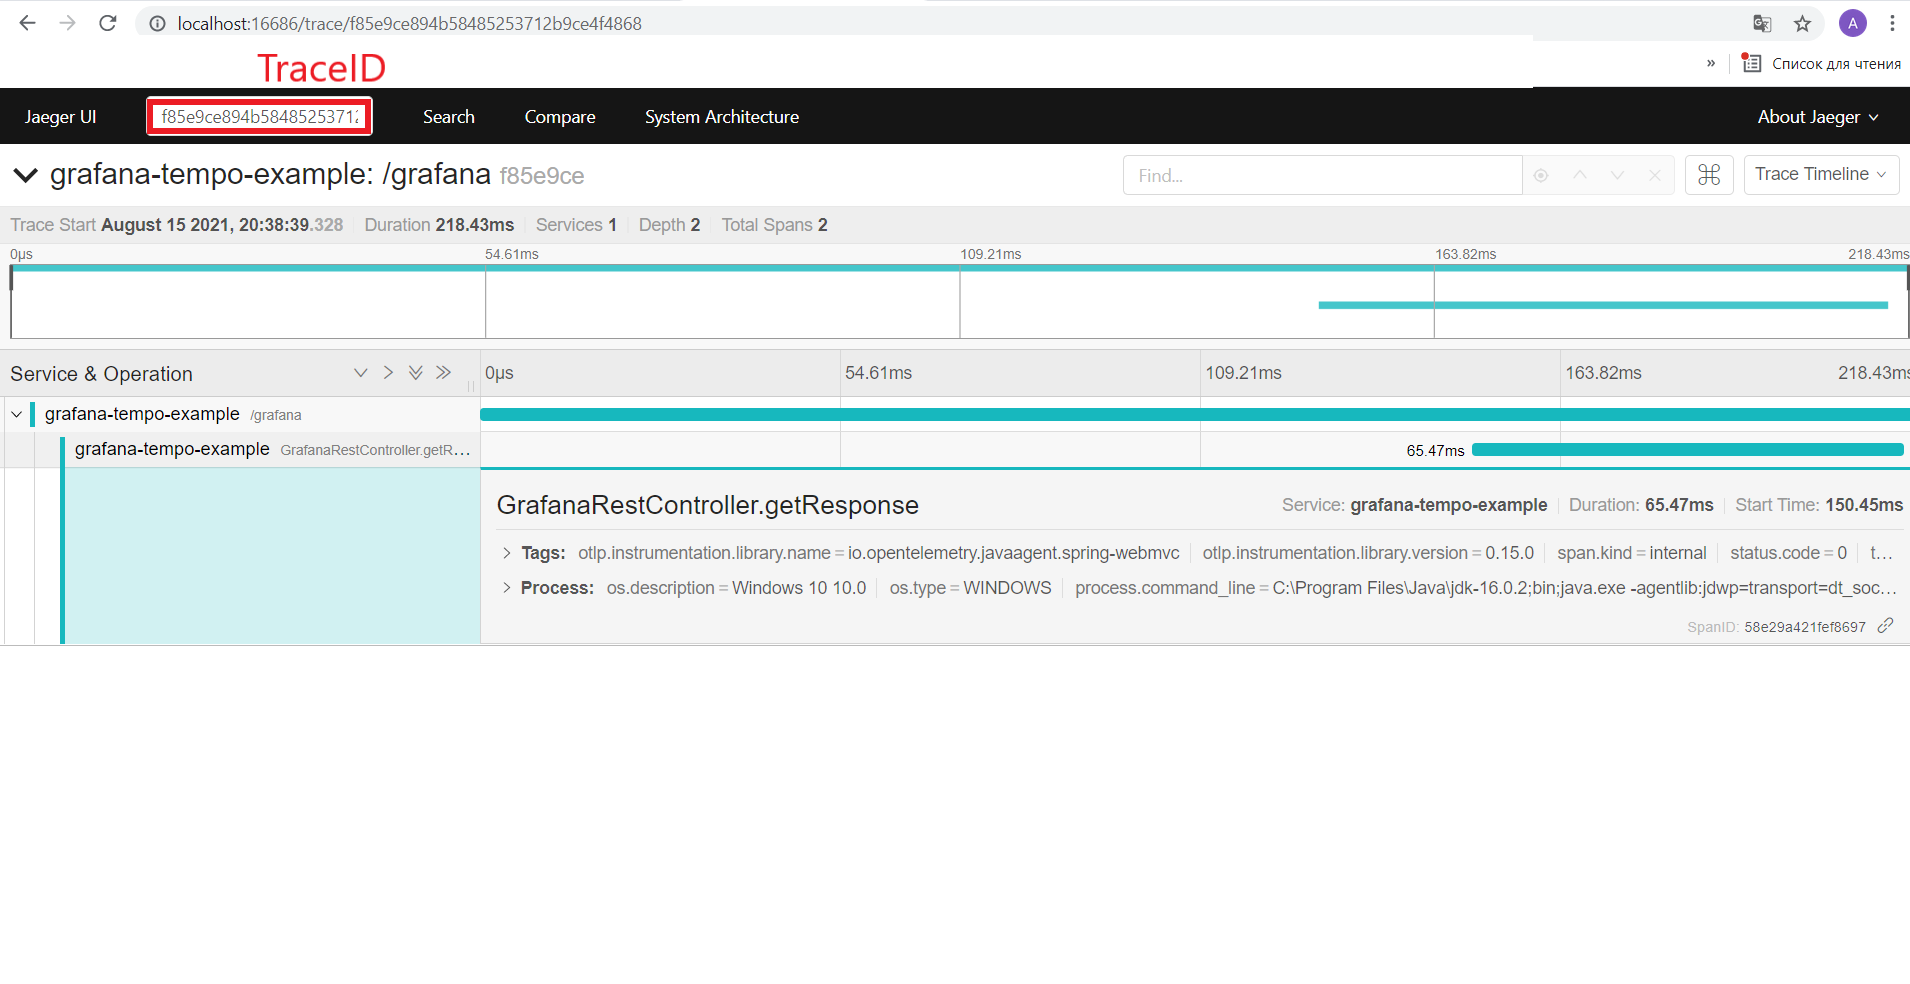 localhost:16686/trace/f85e9ce894b58485253712b9ce4f4868
A
TraceID
» Список для чтения
Jaeger UI f85e9ce894b58485253712 Search Compare System Architecture About Jaeger
grafana-tempo-example: /grafana f85e9ce Find... Trace Timeline
Trace Start August 15 2021, 20:38:39.328 Duration 218.43ms Services 1 Depth 2 Total Spans 2
0μs 54.61ms 109.21ms 163.82ms 218.43ms
Service & Operation 0μs 54.61ms 109.21ms 163.82ms 218.43ms
grafana-tempo-example /grafana
grafana-tempo-example GrafanaRestController.getR... 65.47ms
GrafanaRestController.getResponse Service: grafana-tempo-example Duration: 65.47ms Start Time: 150.45ms
Tags: otlp.instrumentation.library.name = io.opentelemetry.javaagent.spring-webmvc otlp.instrumentation.library.version = 0.15.0 span.kind = internal status.code = 0 t...
Process: os.description = Windows 10 10.0 os.type = WINDOWS process.command_line = C:\Program Files\Java\jdk-16.0.2;bin;java.exe -agentlib:jdwp=transport=dt_soc...
SpanID: 58e29a421fef8697